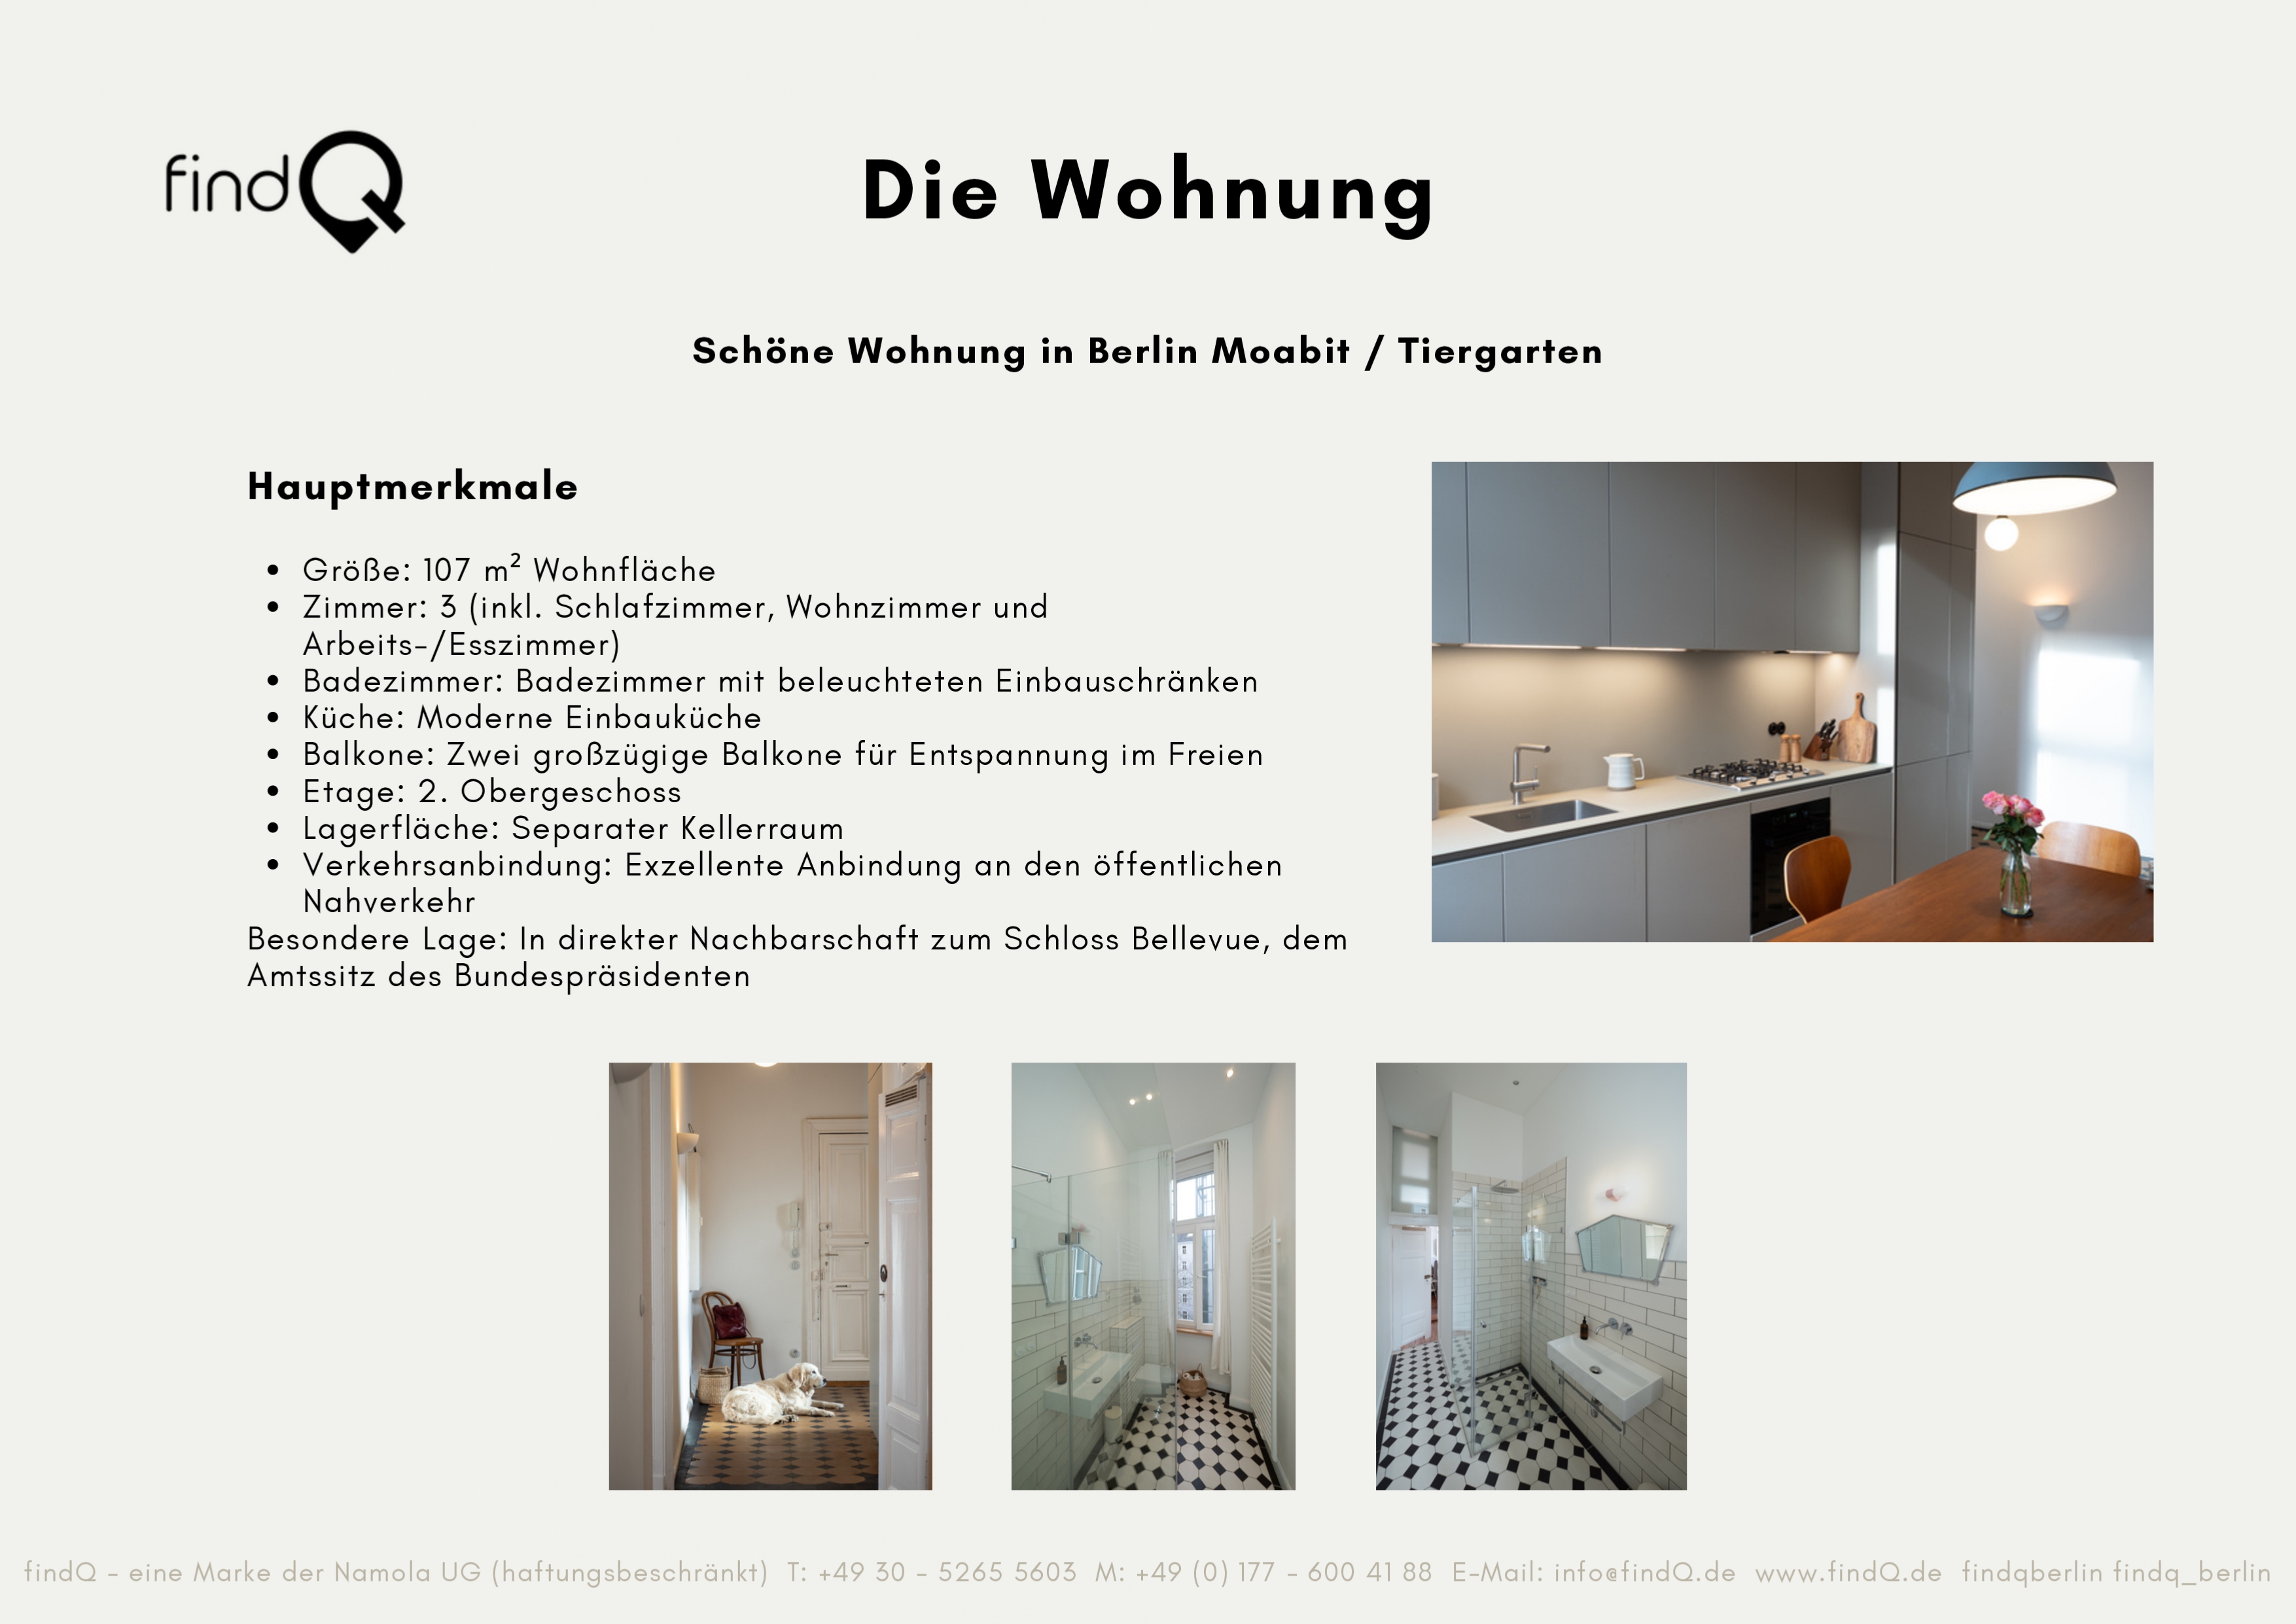 findQ
Die Wohnung
Schöne Wohnung in Berlin Moabit / Tiergarten
Hauptmerkmale
• Größe: 107 m² Wohnfläche
• Zimmer: 3 (inkl. Schlafzimmer, Wohnzimmer und
Arbeits-/Esszimmer)
• Badezimmer: Badezimmer mit beleuchteten Einbauschränken
• Küche: Moderne Einbauküche
• Balkone: Zwei großzügige Balkone für Entspannung im Freien
• Etage: 2. Obergeschoss
• Lagerfläche: Separater Kellerraum
• Verkehrsanbindung: Exzellente Anbindung an den öffentlichen
Nahverkehr
Besondere Lage: In direkter Nachbarschaft zum Schloss Bellevue, dem
Amtssitz des Bundespräsidenten
findQ - eine Marke der Namola UG (haftungsbeschränkt) T: +49 30 - 5265 5603 M: +49 (0) 177 - 600 41 88 E-Mail: info@findQ.de www.findQ.de findqberlin findq_berlin